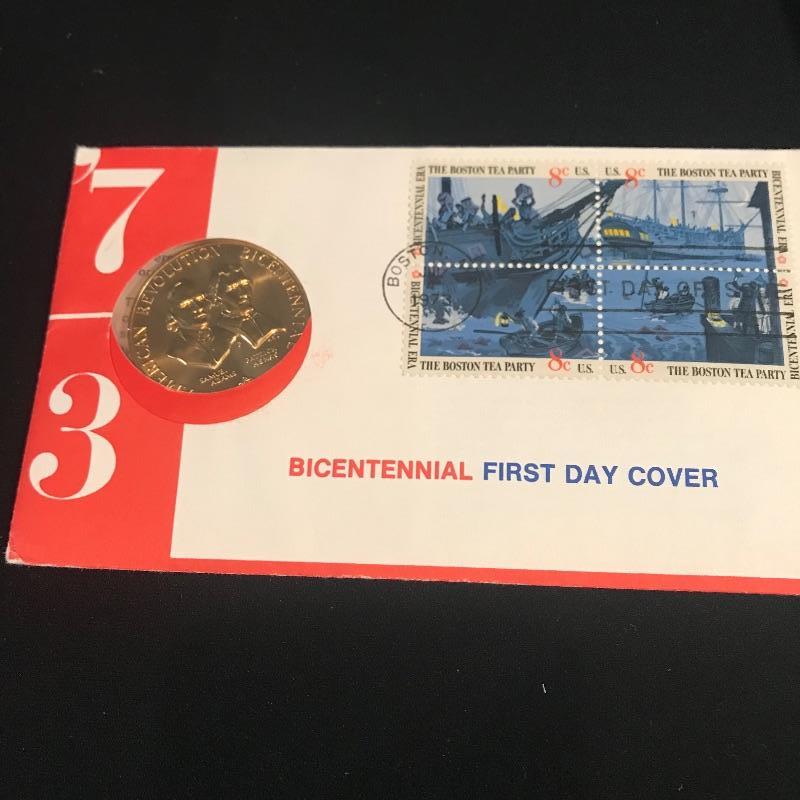 '7
3
AMERICAN REVOLUTION BICENTENNIAL
SAMUEL ADAMS
PATRICK HENRY
THE BOSTON TEA PARTY 8c U.S.
BICENTENNIAL ERA
U.S. 8c THE BOSTON TEA PARTY
BICENTENNIAL ERA
BICENTENNIAL ERA
THE BOSTON TEA PARTY 8c U.S.
U.S. 8c THE BOSTON TEA PARTY
BICENTENNIAL ERA
BOSTON
1973
FIRST DAY OF
BICENTENNIAL FIRST DAY COVER